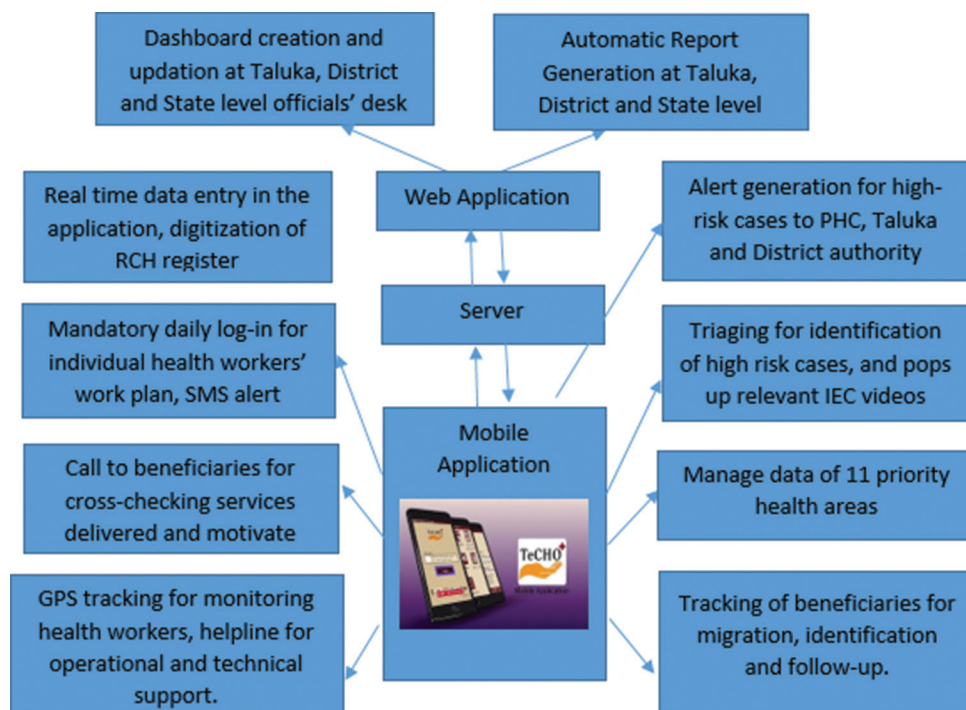 Dashboard creation and
updation at Taluka, District
and State level officials' desk
Automatic Report
Generation at Taluka,
District and State level
Web Application
Real time data entry in the
application, digitization of
RCH register
Alert generation for high-
risk cases to PHC, Taluka
and District authority
Server
Mandatory daily log-in for
individual health workers'
work plan, SMS alert
Triaging for identification
of high risk cases, and pops
up relevant IEC videos
Mobile
Application
TeCHO
Mobile Application
Call to beneficiaries for
cross-checking services
delivered and motivate
Manage data of 11 priority
health areas
GPS tracking for monitoring
health workers, helpline for
operational and technical
support.
Tracking of beneficiaries for
migration, identification
and follow-up.